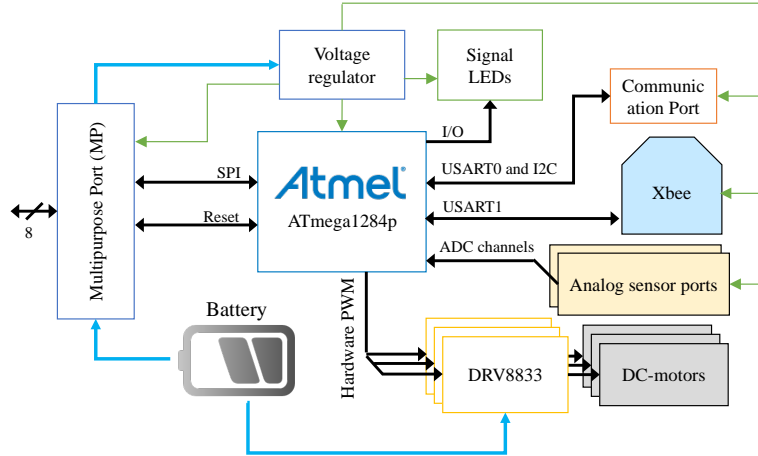 Voltage
regulator
Signal
LEDs
Communic
ation Port
Multipurpose Port (MP)
I/O
SPI
Atmel
USART0 and I2C
Xbee
8
Reset
ATmega1284p
USART1
ADC channels
Analog sensor ports
Battery
Hardware PWM
DRV8833
DC-motors